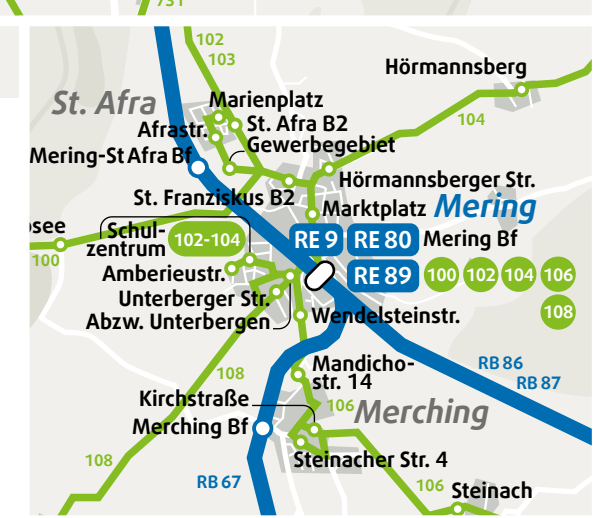 731
102
103
Hörmannsberg
St. Afra
Marienplatz
104
Afrastr.
St. Afra B2
Gewerbegebiet
Mering-St Afra Bf
Hörmannsberger Str.
St. Franziskus B2
Marktplatz
Mering
see
Schul-
zentrum
102-104
RE 9
RE 80
Mering Bf
100
Amberieustr.
RE 89
100
102
104
106
Unterberger Str.
108
Abzw. Unterbergen
Wendelsteinstr.
108
Mandicho-
str. 14
RB 86
RB 87
Kirchstraße
106
Merching
Merching Bf
108
Steinacher Str. 4
RB 67
106
Steinach